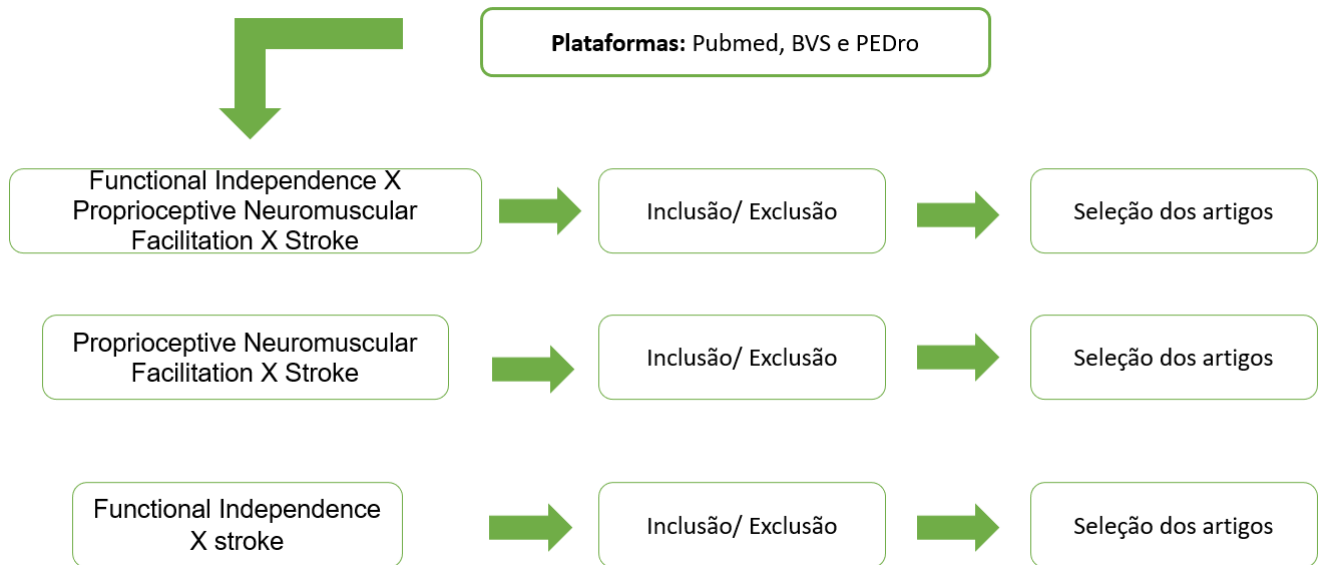 Plataformas: Pubmed, BVS e PEDro
Functional Independence X
Proprioceptive Neuromuscular
Facilitation X Stroke
Inclusão/ Exclusão
Seleção dos artigos
Proprioceptive Neuromuscular
Facilitation X Stroke
Inclusão/ Exclusão
Seleção dos artigos
Functional Independence
X stroke
Inclusão/ Exclusão
Seleção dos artigos